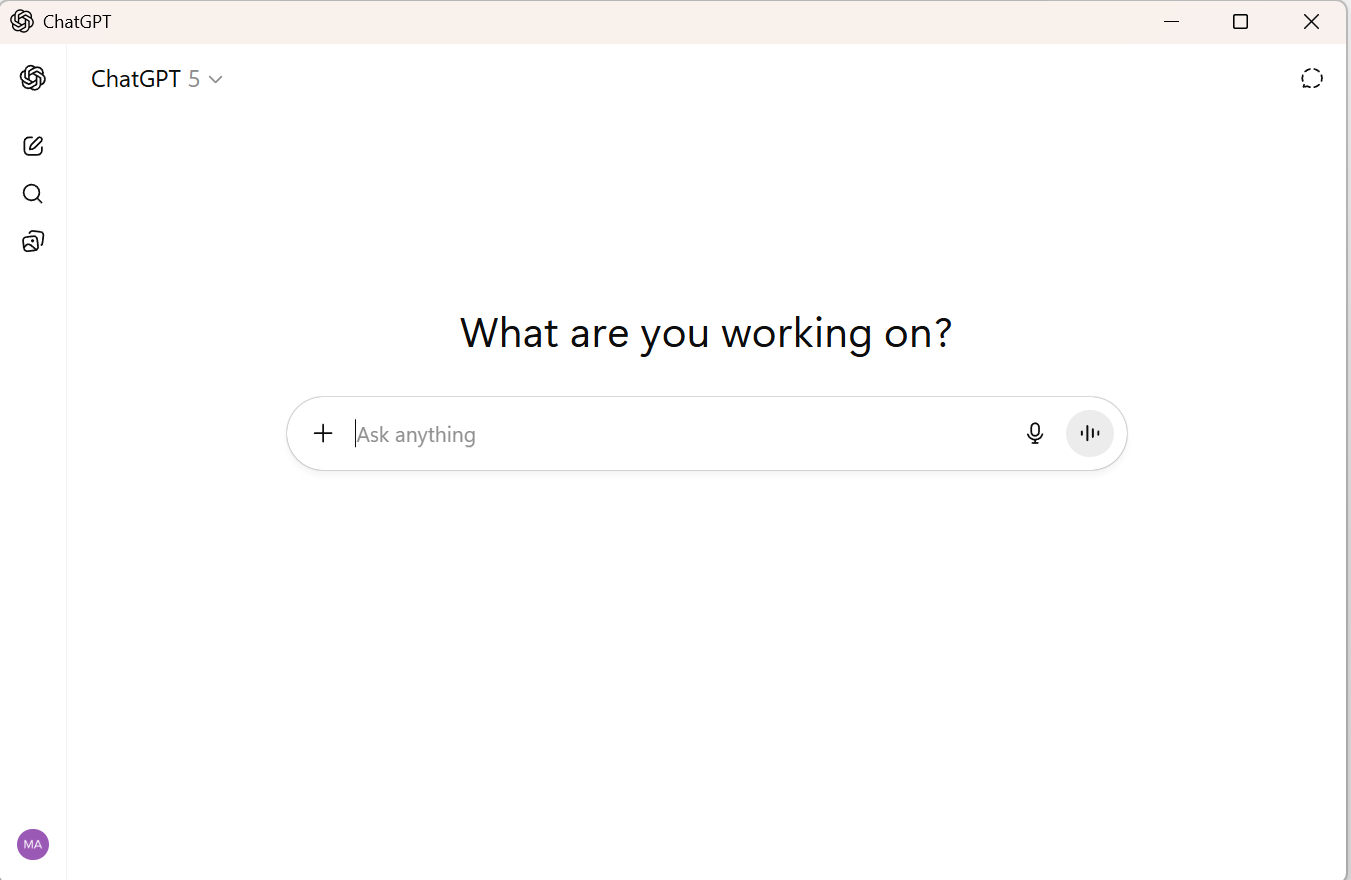 ChatGPT
ChatGPT 5
What are you working on?
Ask anything
MA